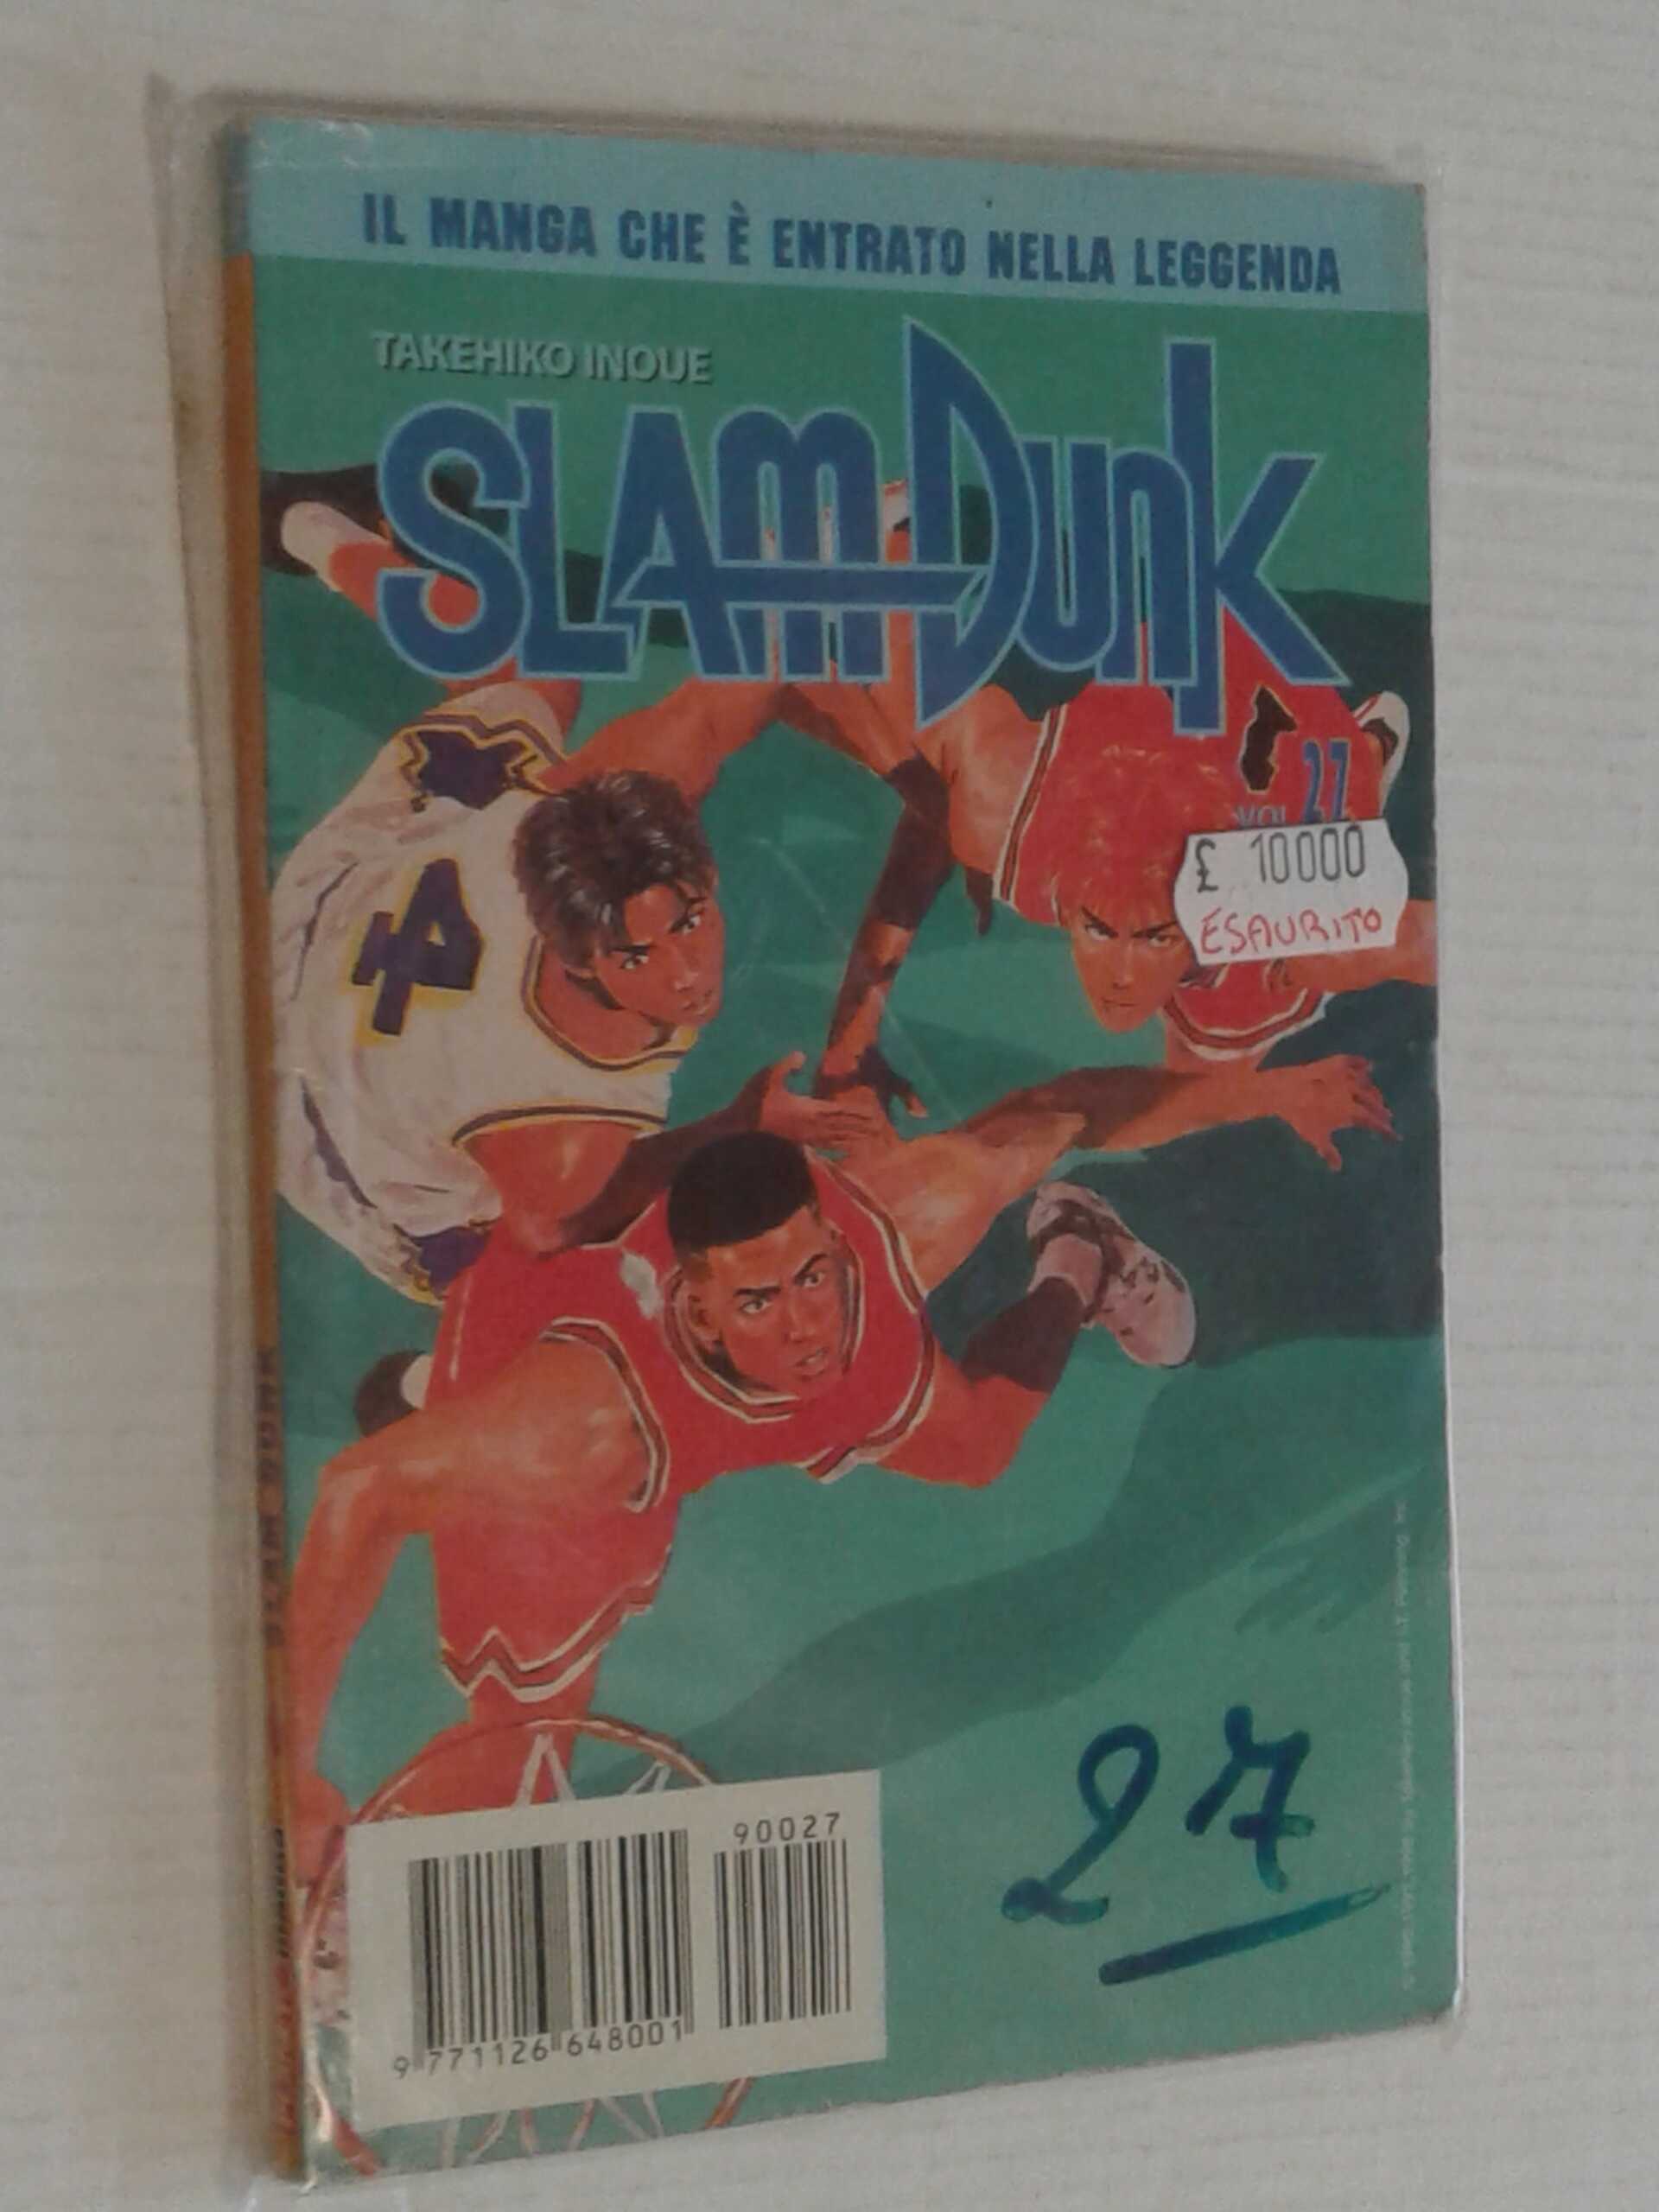 IL MANGA CHE È ENTRATO NELLA LEGGENDA
TAKEHIKO INOUE
SLAM DUNK
VOL 27
£ 10000
ESAURITO
4
27
90027
9 771126 648001